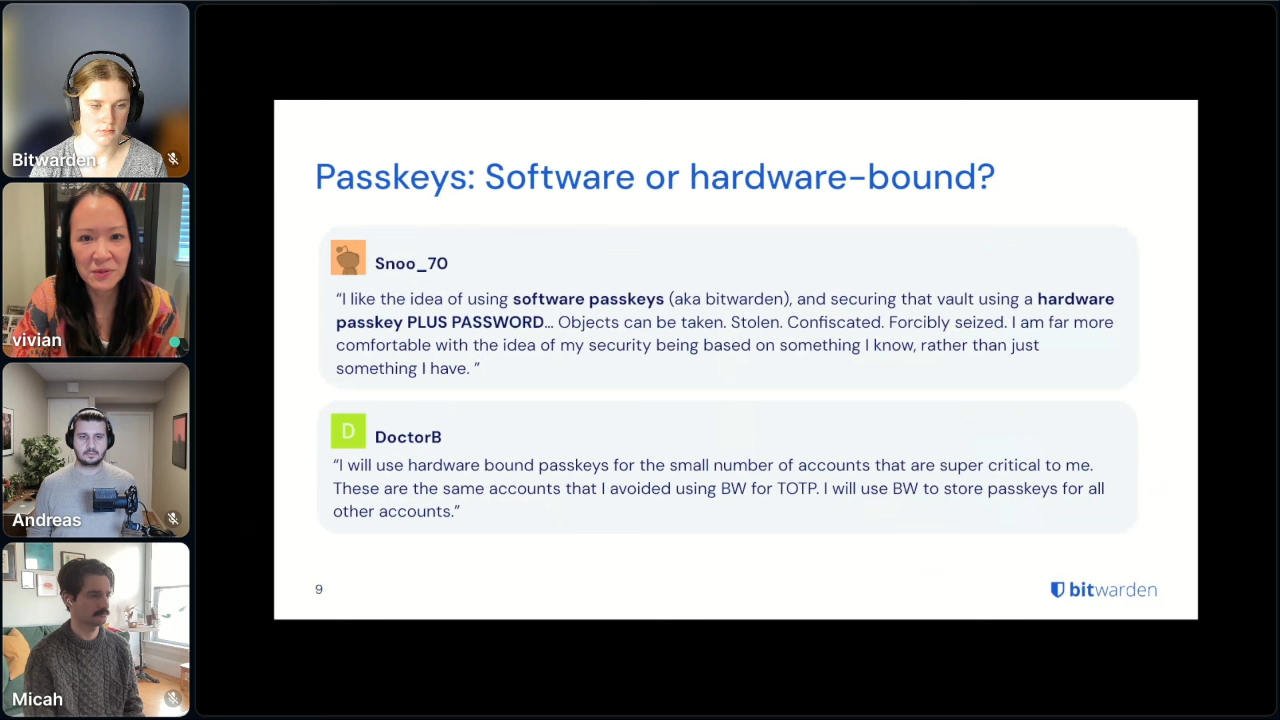 Bitwarden
vivian
Andreas
Micah
Passkeys: Software or hardware-bound?
Snoo_70
“I like the idea of using software passkeys (aka bitwarden), and securing that vault using a hardware
passkey PLUS PASSWORD... Objects can be taken. Stolen. Confiscated. Forcibly seized. I am far more
comfortable with the idea of my security being based on something I know, rather than just
something I have. ”
D
DoctorB
“I will use hardware bound passkeys for the small number of accounts that are super critical to me.
These are the same accounts that I avoided using BW for TOTP. I will use BW to store passkeys for all
other accounts.”
9
bitwarden